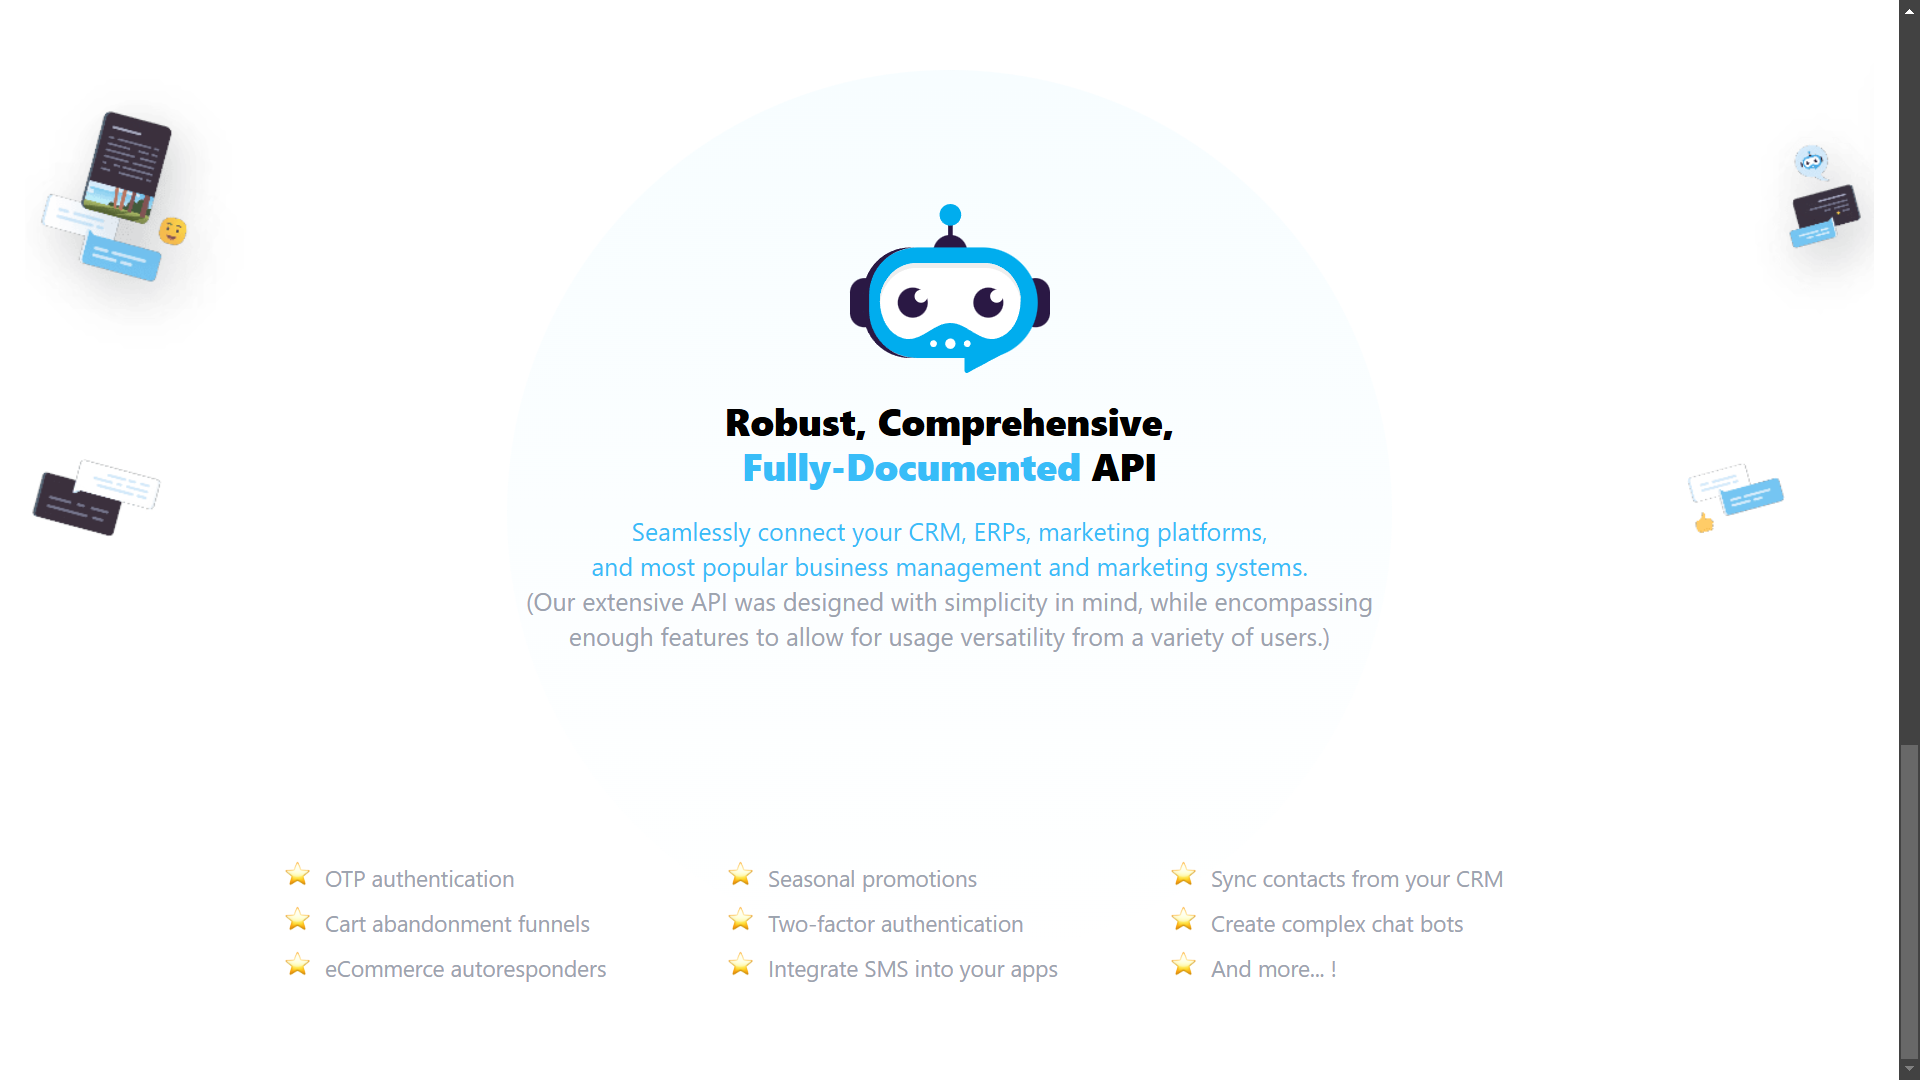 Robust, Comprehensive,
Fully-Documented API
Seamlessly connect your CRM, ERPs, marketing platforms,
and most popular business management and marketing systems.
(Our extensive API was designed with simplicity in mind, while encompassing
enough features to allow for usage versatility from a variety of users.)
OTP authentication
Cart abandonment funnels
eCommerce autoresponders
Seasonal promotions
Two-factor authentication
Integrate SMS into your apps
Sync contacts from your CRM
Create complex chat bots
And more... !